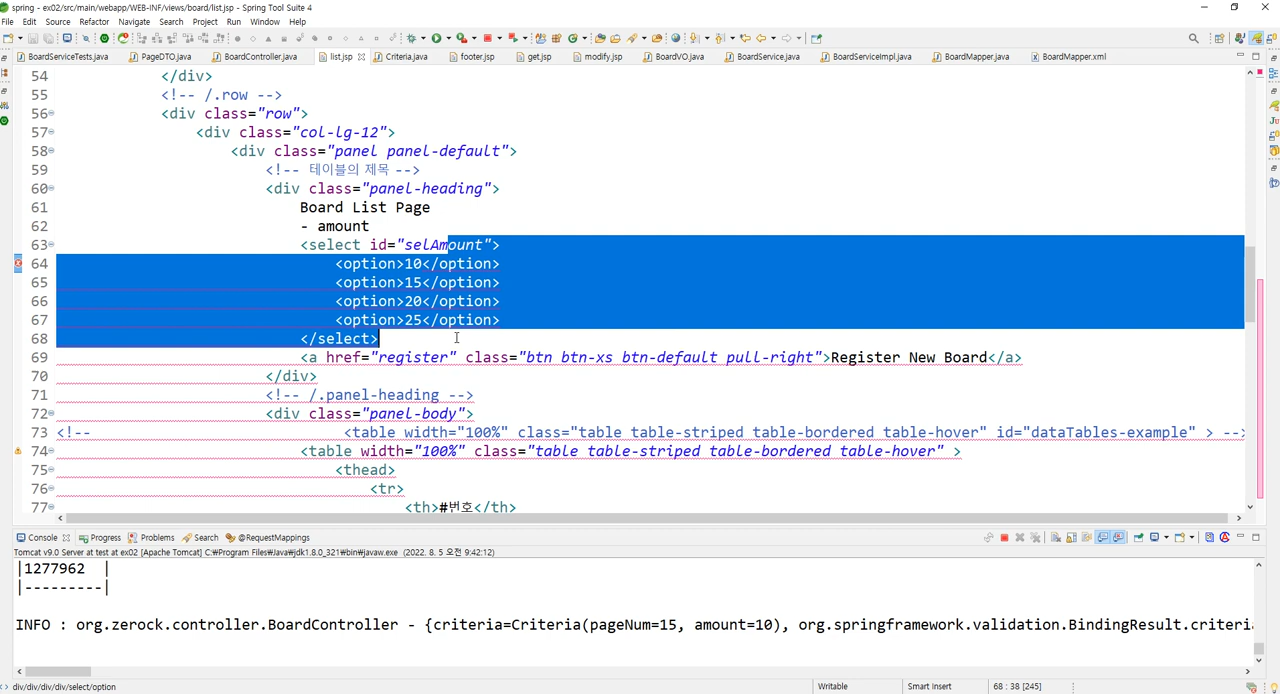 spring - ex02/src/main/webapp/WEB-INF/views/board/list.jsp - Spring Tool Suite 4
File Edit Source Refactor Navigate Search Project Run Window Help
BoardServiceTests.java PageDTO.java BoardController.java list.jsp Criteria.java footer.jsp get.jsp modify.jsp BoardVO.java BoardService.java BoardServiceImpl.java BoardMapper.java BoardMapper.xml
54 </div>
55 <!-- /.row -->
56 <div class="row">
57 <div class="col-lg-12">
58 <div class="panel panel-default">
59 <!-- 테이블의 제목 -->
60 <div class="panel-heading">
61 Board List Page
62 - amount
63 <select id="selAmount">
64 <option>10</option>
65 <option>15</option>
66 <option>20</option>
67 <option>25</option>
68 </select>
69 <a href="register" class="btn btn-xs btn-default pull-right">Register New Board</a>
70 </div>
71 <!-- /.panel-heading -->
72 <div class="panel-body">
73 <!-- <table width="100%" class="table table-striped table-bordered table-hover" id="dataTables-example" > -->
74 <table width="100%" class="table table-striped table-bordered table-hover" >
75 <thead>
76 <tr>
77 <th>#번호</th>
Console Progress Problems Search @RequestMappings
Tomcat v9.0 Server at test at ex02 [Apache Tomcat] C:₩Program Files₩Java₩jdk1.8.0_321₩bin₩javaw.exe (2022. 8. 5 오전 9:42:12)
|1277962 |
|---------|
INFO : org.zerock.controller.BoardController - {criteria=Criteria(pageNum=15, amount=10), org.springframework.validation.BindingResult.criteria
div/div/div/div/select/option Writable Smart Insert 68 : 38 [245]